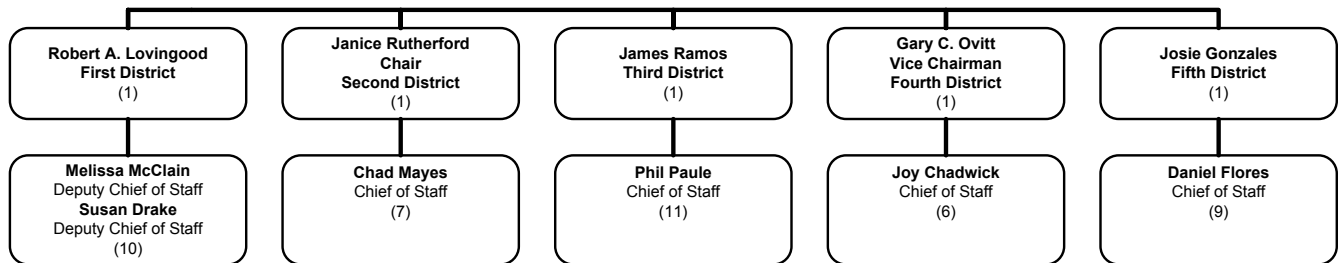 Robert A. Lovingood
First District
(1)
Janice Rutherford
Chair
Second District
(1)
James Ramos
Third District
(1)
Gary C. Ovitt
Vice Chairman
Fourth District
(1)
Josie Gonzales
Fifth District
(1)
Melissa McClain
Deputy Chief of Staff
Susan Drake
Deputy Chief of Staff
(10)
Chad Mayes
Chief of Staff
(7)
Phil Paule
Chief of Staff
(11)
Joy Chadwick
Chief of Staff
(6)
Daniel Flores
Chief of Staff
(9)